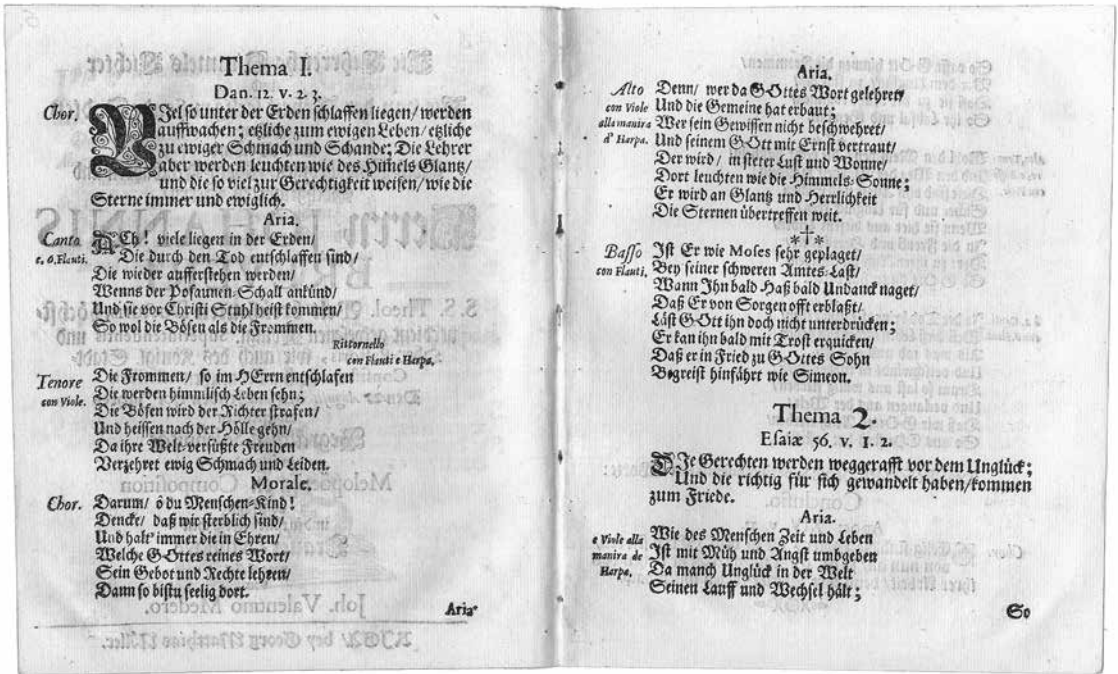 Thema I.
Dan. 12. v. 2 3.
Chor. VIel so unter der Erden schlaffen liegen/ werden
auffwachen; etzliche zum ewigen Leben/ etzliche
zu ewiger Schmach und Schande: Die Lehrer
aber werden leuchten wie des Himels Glantz/
und die so viel zur Gerechtigkeit weisen/ wie die
Sterne immer und ewiglich.
Aria.
Canto ACh! viele liegen in der Erden/
e. 6. Flauti. Die durch den Tod entschlaffen sind/
Die wieder aufferstehen werden/
Wenns der Posaunen-Schall ankünd/
Und sie vor Christi Stuhl heist kommen/
So wol die Bösen als die Frommen.
Rittornello
con Flauti e Harpa,
Tenore Die Frommen/ so im HErrn entschlafen
con Viole. Die werden himmlisch Leben sehn;
Die Bösen wird der Richter strafen/
Und heissen nach der Hölle gehn/
Da ihre Welt-versüßte Freuden
Verzehret ewig Schmach und Leiden.
Morale.
Chor. Darum/ ô du Menschen-Kind!
Dencke/ daß wir sterblich sind/
Und halt' immer die in Ehren/
Welche GOttes reines Wort/
Sein Gebot und Rechte lehren/
Dann so bistu seelig dort.
Aria
Aria.
Alto Denn/ wer da GOttes Wort gelehret/
con Viole Und die Gemeine hat erbaut;
alla manira Wer sein Gewissen nicht beschwehret/
d' Harpa. Und seinem GOtt mit Ernst vertraut/
Der wird/ in steter Lust und Wonne/
Dort leuchten wie die Himmels-Sonne;
Er wird an Glantz und Herrlichkeit
Die Sternen übertreffen weit.
*†*
Basso Ist Er wie Moses sehr geplaget/
con Flauti, Bey seiner schweren Amtes-Last/
Wann Ihn bald Haß bald Undanck naget/
Daß Er von Sorgen offt erblaßt/
Läst GOtt ihn doch nicht unterdrücken;
Er kan ihn bald mit Trost erquicken/
Daß er in Fried zu GOttes Sohn
Begreist hinfährt wie Simeon.
Thema 2.
Esaiæ 56. v. 1. 2.
DIe Gerechten werden weggerafft vor dem Unglück;
Und die richtig für sich gewandelt haben/ kommen
zum Friede.
Aria.
e Viole alla Wie des Menschen Zeit und Leben
manira de Ist mit Müh und Angst umbgeben
Harpa, Da manch Unglück in der Welt
Seinen Lauff und Wechsel hält;
So